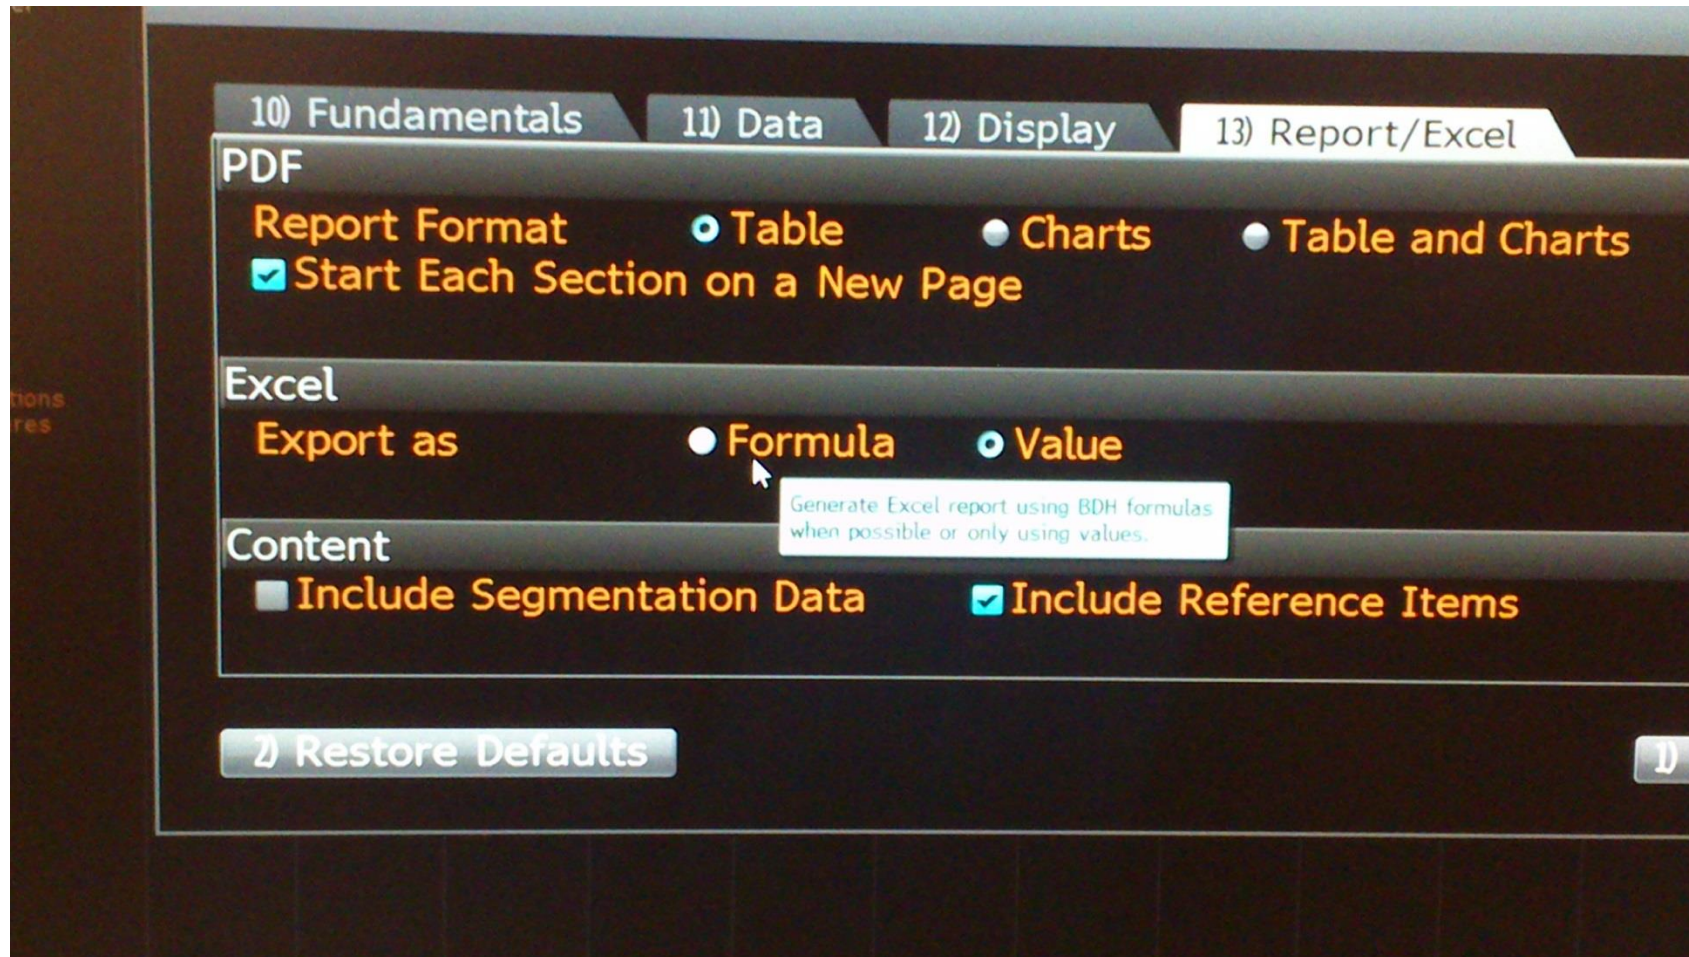 10) Fundamentals 11) Data 12) Display 13) Report/Excel
PDF
Report Format Table Charts Table and Charts
Start Each Section on a New Page
Excel
Export as Formula Value
Generate Excel report using BDH formulas
when possible or only using values.
Content
Include Segmentation Data Include Reference Items
2) Restore Defaults 1)
tions
res